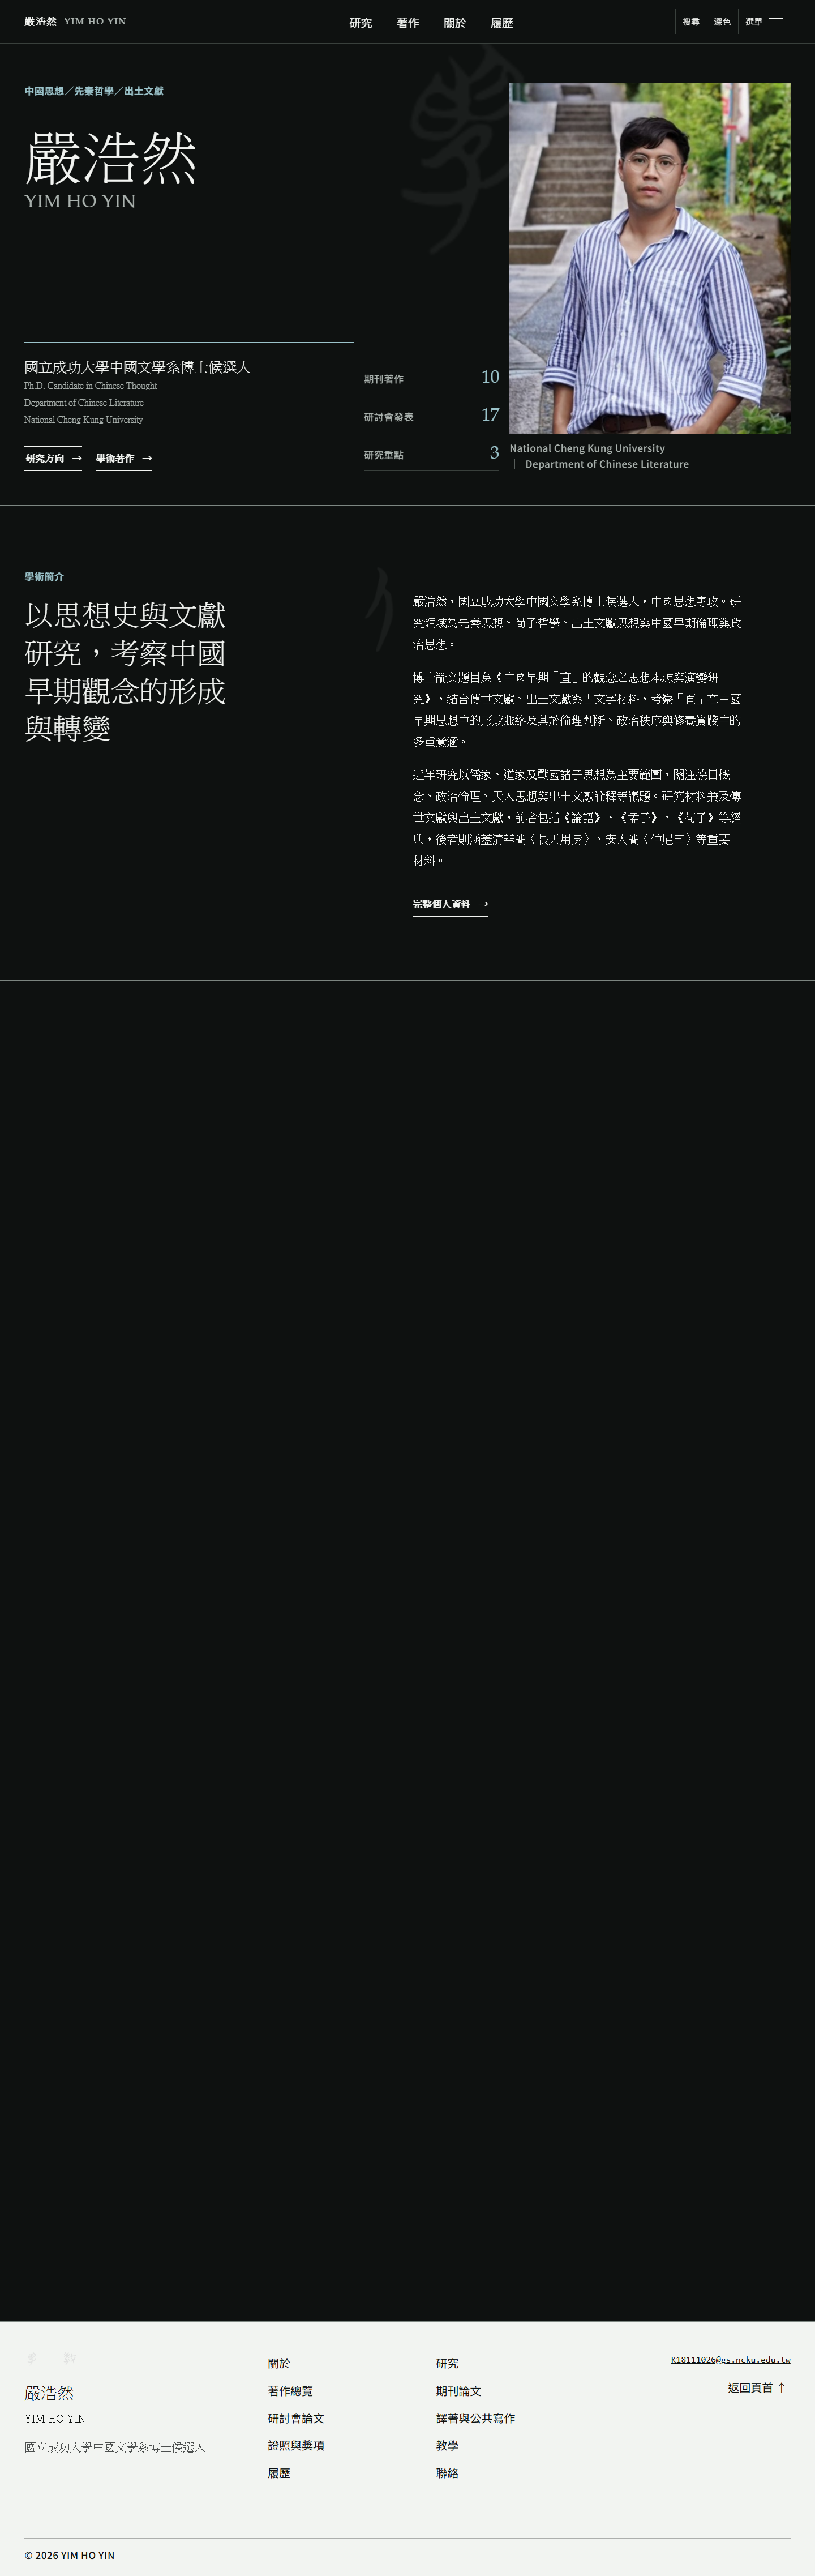 嚴浩然 YIM HO YIN
研究 著作 關於 履歷
搜尋 深色 選單
中國思想／先秦哲學／出土文獻
嚴浩然
YIM HO YIN
國立成功大學中國文學系博士候選人
Ph.D. Candidate in Chinese Thought
Department of Chinese Literature
National Cheng Kung University
研究方向 →
學術著作 →
期刊著作 10
研討會發表 17
研究重點 3
National Cheng Kung University
｜ Department of Chinese Literature
學術簡介
以思想史與文獻
研究，考察中國
早期觀念的形成
與轉變
嚴浩然，國立成功大學中國文學系博士候選人，中國思想專攻。研
究領域為先秦思想、荀子哲學、出土文獻思想與中國早期倫理與政
治思想。
博士論文題目為《中國早期「直」的觀念之思想本源與演變研
究》，結合傳世文獻、出土文獻與古文字材料，考察「直」在中國
早期思想中的形成脈絡及其於倫理判斷、政治秩序與修養實踐中的
多重意涵。
近年研究以儒家、道家及戰國諸子思想為主要範圍，關注德目概
念、政治倫理、天人思想與出土文獻詮釋等議題。研究材料兼及傳
世文獻與出土文獻，前者包括《論語》、《孟子》、《荀子》等經
典，後者則涵蓋清華簡〈畏天用身〉、安大簡〈仲尼曰〉等重要
材料。
完整個人資料 →
嚴浩然
YIM HO YIN
國立成功大學中國文學系博士候選人
關於
著作總覽
研討會論文
證照與獎項
履歷
研究
期刊論文
譯著與公共寫作
教學
聯絡
K18111026@gs.ncku.edu.tw
返回頁首 ↑
© 2026 YIM HO YIN